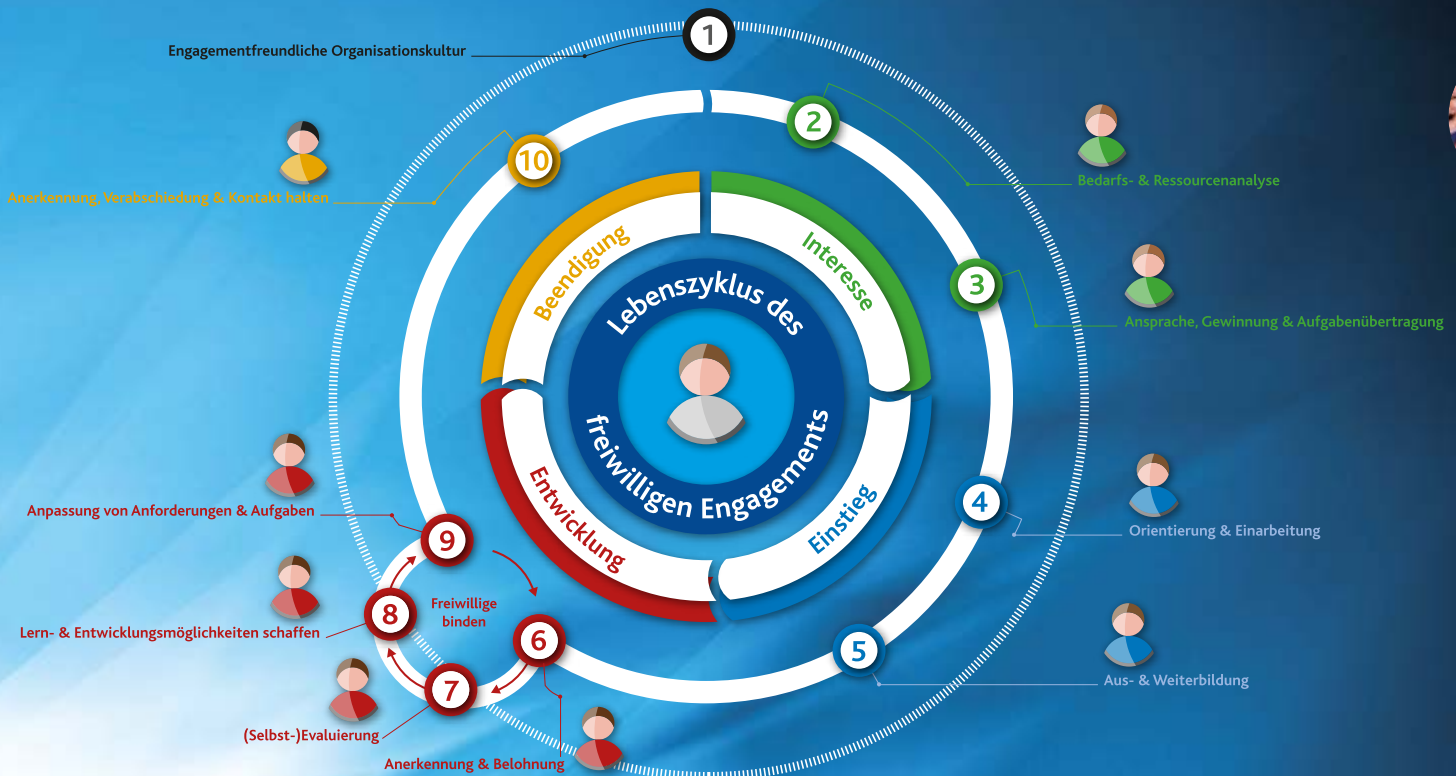 1
Engagementfreundliche Organisationskultur
2
Bedarfs- & Ressourcenanalyse
3
Ansprache, Gewinnung & Aufgabenübertragung
4
Orientierung & Einarbeitung
5
Aus- & Weiterbildung
6
Anerkennung & Belohnung
7
(Selbst-)Evaluierung
8
Lern- & Entwicklungsmöglichkeiten schaffen
9
Anpassung von Anforderungen & Aufgaben
10
Anerkennung, Verabschiedung & Kontakt halten
Freiwillige
binden
Interesse
Einstieg
Entwicklung
Beendigung
Lebenszyklus des
freiwilligen Engagements